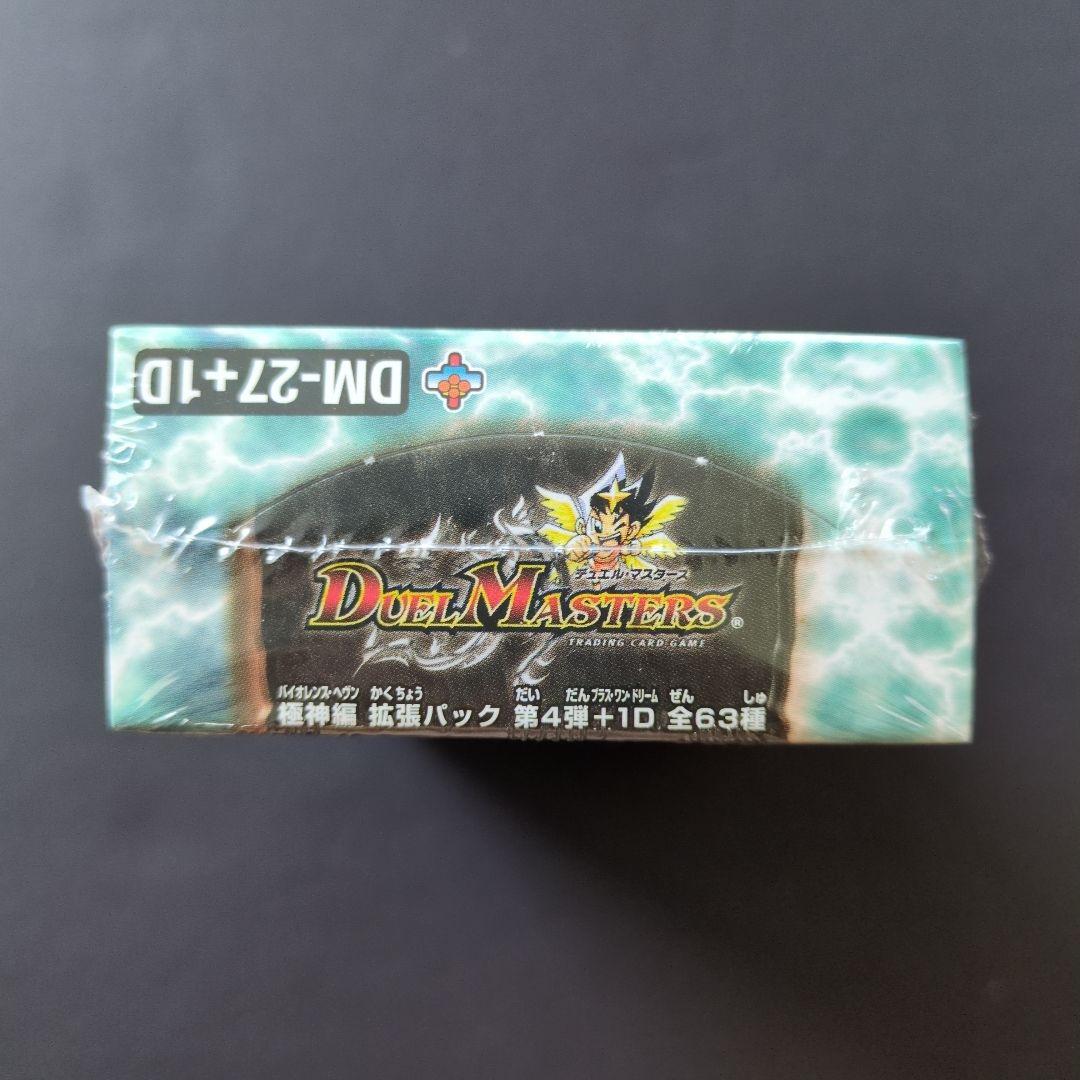 DM-27+1D
デュエル・マスターズ
DUEL MASTERS®
TRADING CARD GAME
バイオレンス・ヘヴン かくちょう だい だん プラス・ワン・ドリーム ぜん しゅ
極神編 拡張パック 第4弾+1D 全63種